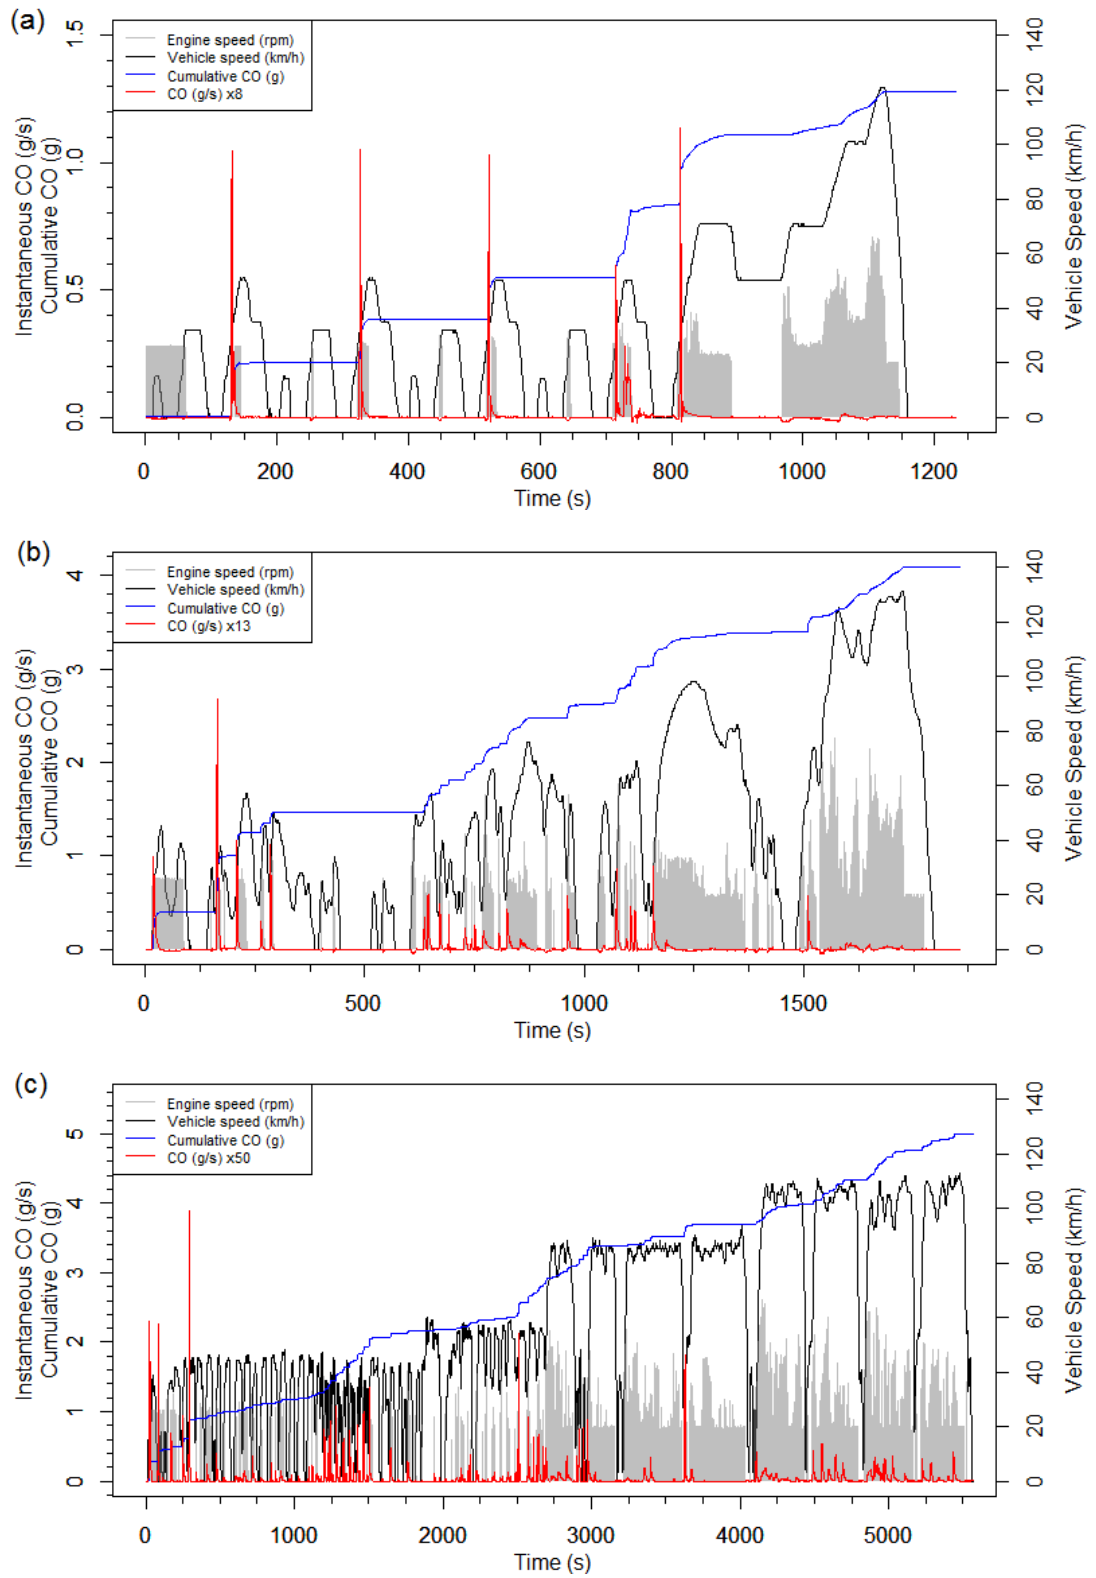 (a)
Engine speed (rpm)
Vehicle speed (km/h)
Cumulative CO (g)
CO (g/s) x8
Instantaneous CO (g/s)
Cumulative CO (g)
0.0 0.5 1.0 1.5
Vehicle Speed (km/h)
0 20 40 60 80 100 120 140
0 200 400 600 800 1000 1200
Time (s)
(b)
Engine speed (rpm)
Vehicle speed (km/h)
Cumulative CO (g)
CO (g/s) x13
Instantaneous CO (g/s)
Cumulative CO (g)
0 1 2 3 4
Vehicle Speed (km/h)
0 20 40 60 80 100 120 140
0 500 1000 1500
Time (s)
(c)
Engine speed (rpm)
Vehicle speed (km/h)
Cumulative CO (g)
CO (g/s) x50
Instantaneous CO (g/s)
Cumulative CO (g)
0 1 2 3 4 5
Vehicle Speed (km/h)
0 20 40 60 80 100 120 140
0 1000 2000 3000 4000 5000
Time (s)